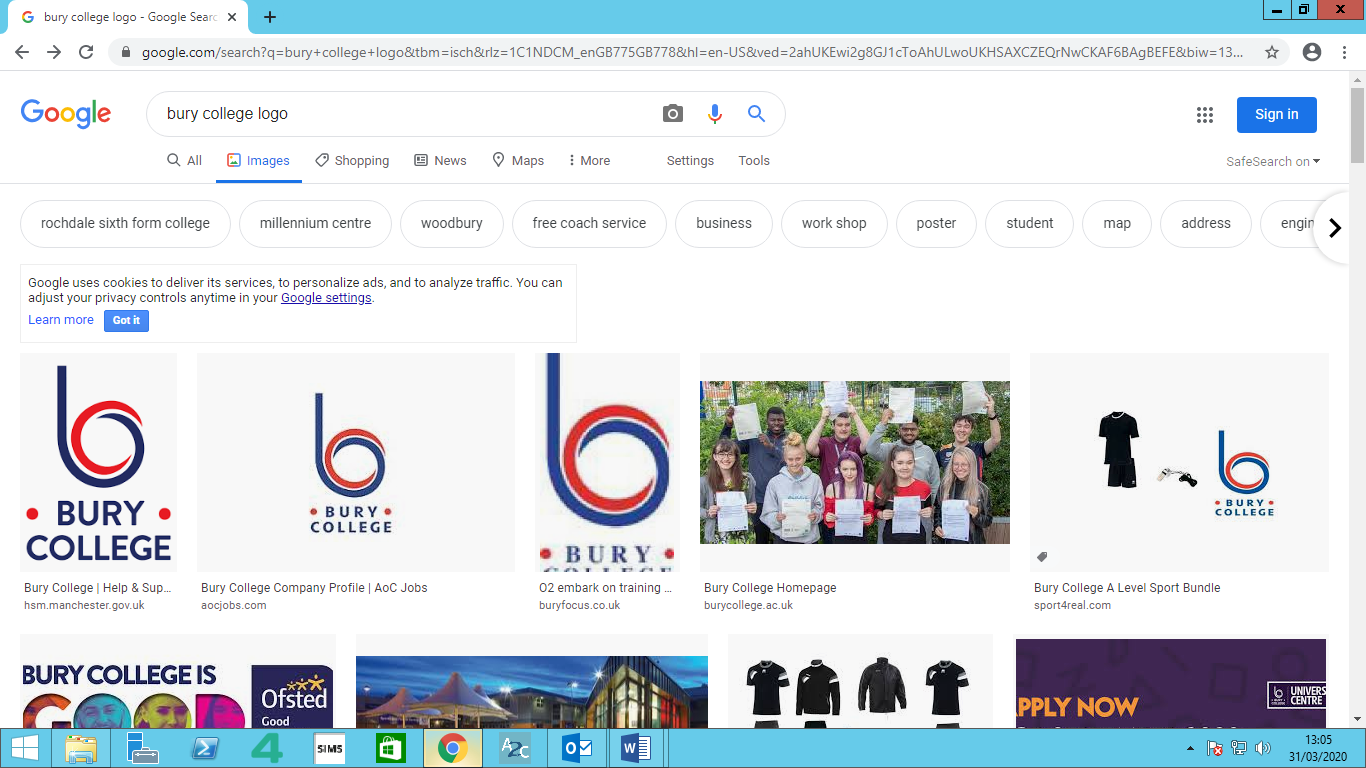 bury college logo - Google Searc
google.com/search?q=bury+college+logo&tbm=isch&rlz=1C1NDCM_enGB775GB778&hl=en-US&ved=2ahUKEwi2g8GJ1cToAhULwoUKHSAXCZEQrNwCKAF6BAgBEFE&biw=13...
Google
bury college logo
Sign in
All Images Shopping News Maps More Settings Tools
SafeSearch on
rochdale sixth form college millennium centre woodbury free coach service business work shop poster student map address engin
Google uses cookies to deliver its services, to personalize ads, and to analyze traffic. You can
adjust your privacy controls anytime in your Google settings.
Learn more Got it
BURY
COLLEGE
BURY
COLLEGE
BURY
COLLEGE
BURY
COLLEGE
Bury College | Help & Sup...
hsm.manchester.gov.uk
Bury College Company Profile | AoC Jobs
aocjobs.com
O2 embark on training ...
buryfocus.co.uk
Bury College Homepage
burycollege.ac.uk
Bury College A Level Sport Bundle
sport4real.com
BURY COLLEGE IS
GOOD
Ofsted
Good
PPLY NOW
UNIVERS
CENTRE
4
SIMS
A2C
13:05
31/03/2020